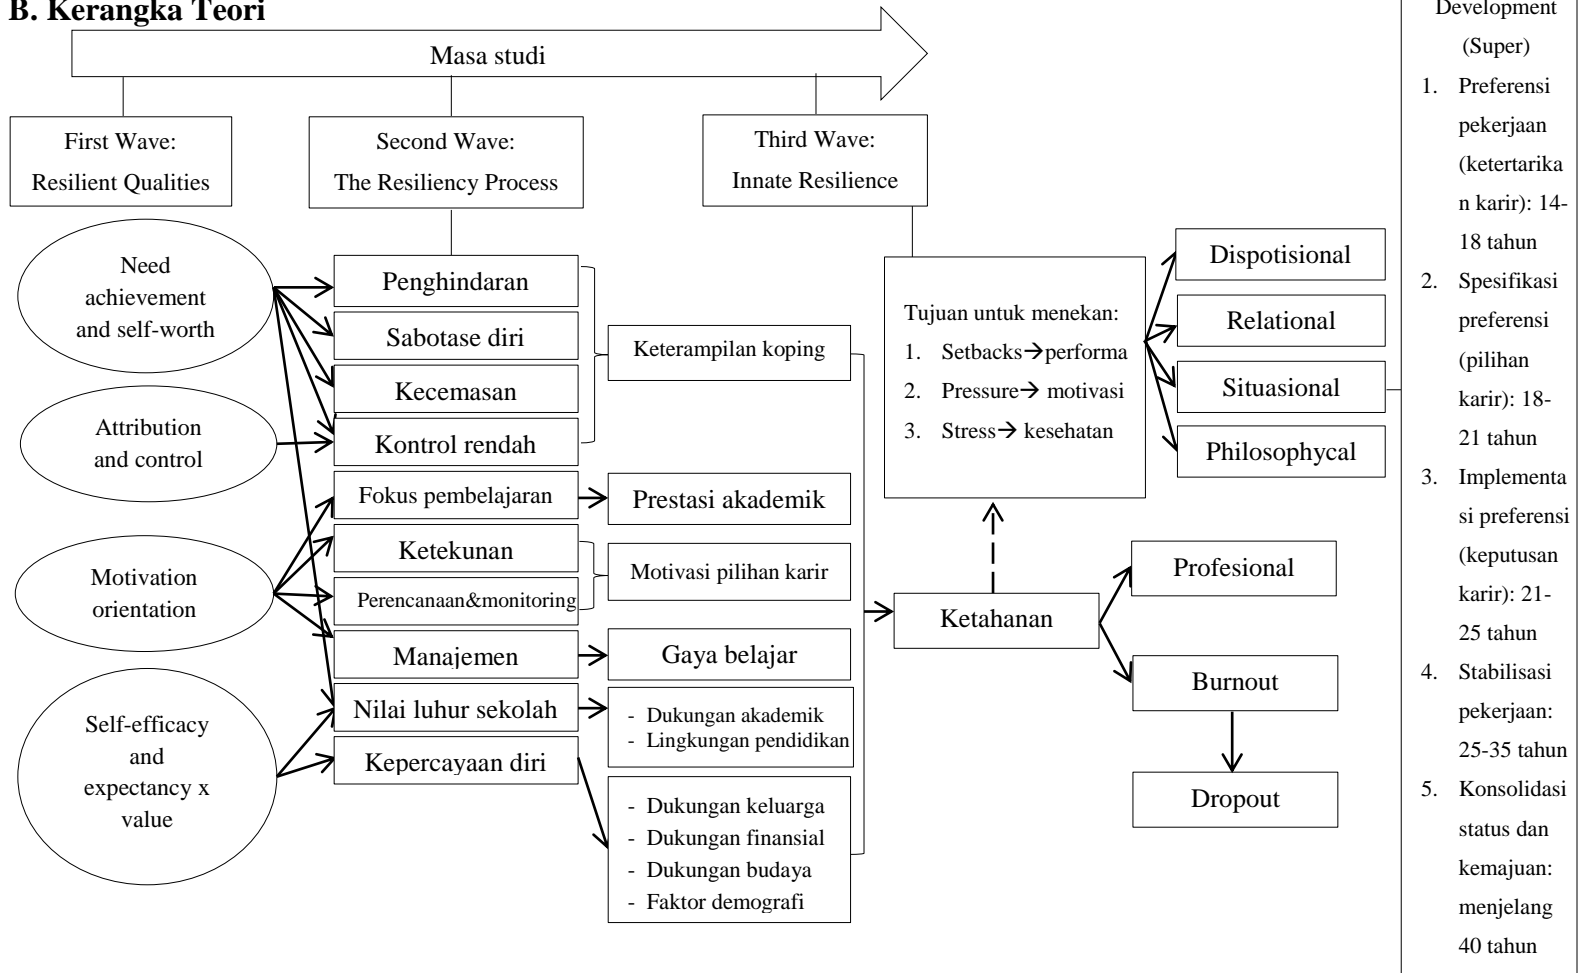 B. Kerangka Teori
Masa studi
First Wave:
Resilient Qualities
Second Wave:
The Resiliency Process
Third Wave:
Innate Resilience
Need
achievement
and self-worth
Attribution
and control
Motivation
orientation
Self-efficacy
and
expectancy x
value
Penghindaran
Sabotase diri
Kecemasan
Kontrol rendah
Fokus pembelajaran
Ketekunan
Perencanaan&monitoring
Manajemen
Nilai luhur sekolah
Kepercayaan diri
Keterampilan koping
Prestasi akademik
Motivasi pilihan karir
Gaya belajar
- Dukungan akademik
- Lingkungan pendidikan
- Dukungan keluarga
- Dukungan finansial
- Dukungan budaya
- Faktor demografi
Tujuan untuk menekan:
1. Setbacks→performa
2. Pressure→ motivasi
3. Stress→ kesehatan
Ketahanan
Dispotisional
Relational
Situasional
Philosophycal
Profesional
Burnout
Dropout
Development
(Super)
1. Preferensi
pekerjaan
(ketertarika
n karir): 14-
18 tahun
2. Spesifikasi
preferensi
(pilihan
karir): 18-
21 tahun
3. Implementa
si preferensi
(keputusan
karir): 21-
25 tahun
4. Stabilisasi
pekerjaan:
25-35 tahun
5. Konsolidasi
status dan
kemajuan:
menjelang
40 tahun